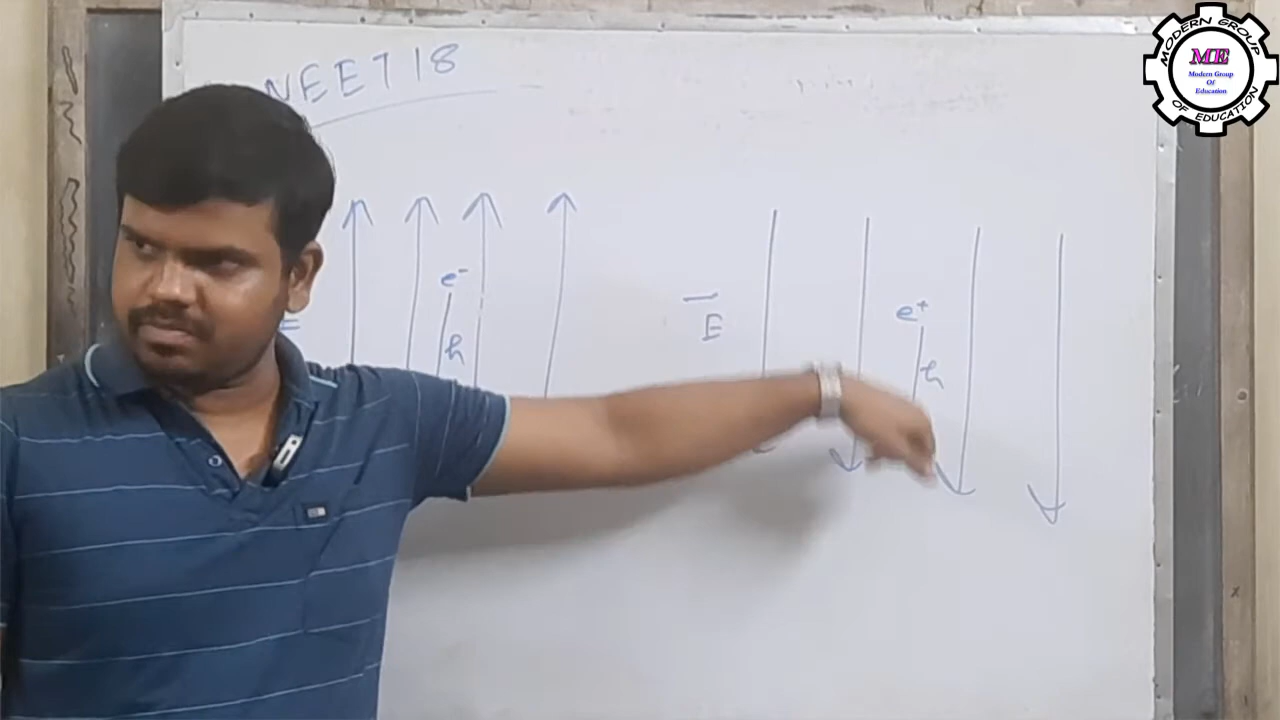 NEET 18
e-
E
h
E
e+
h
MODERN GROUP
ME
Modern Group
Of
Education
OF EDUCATION